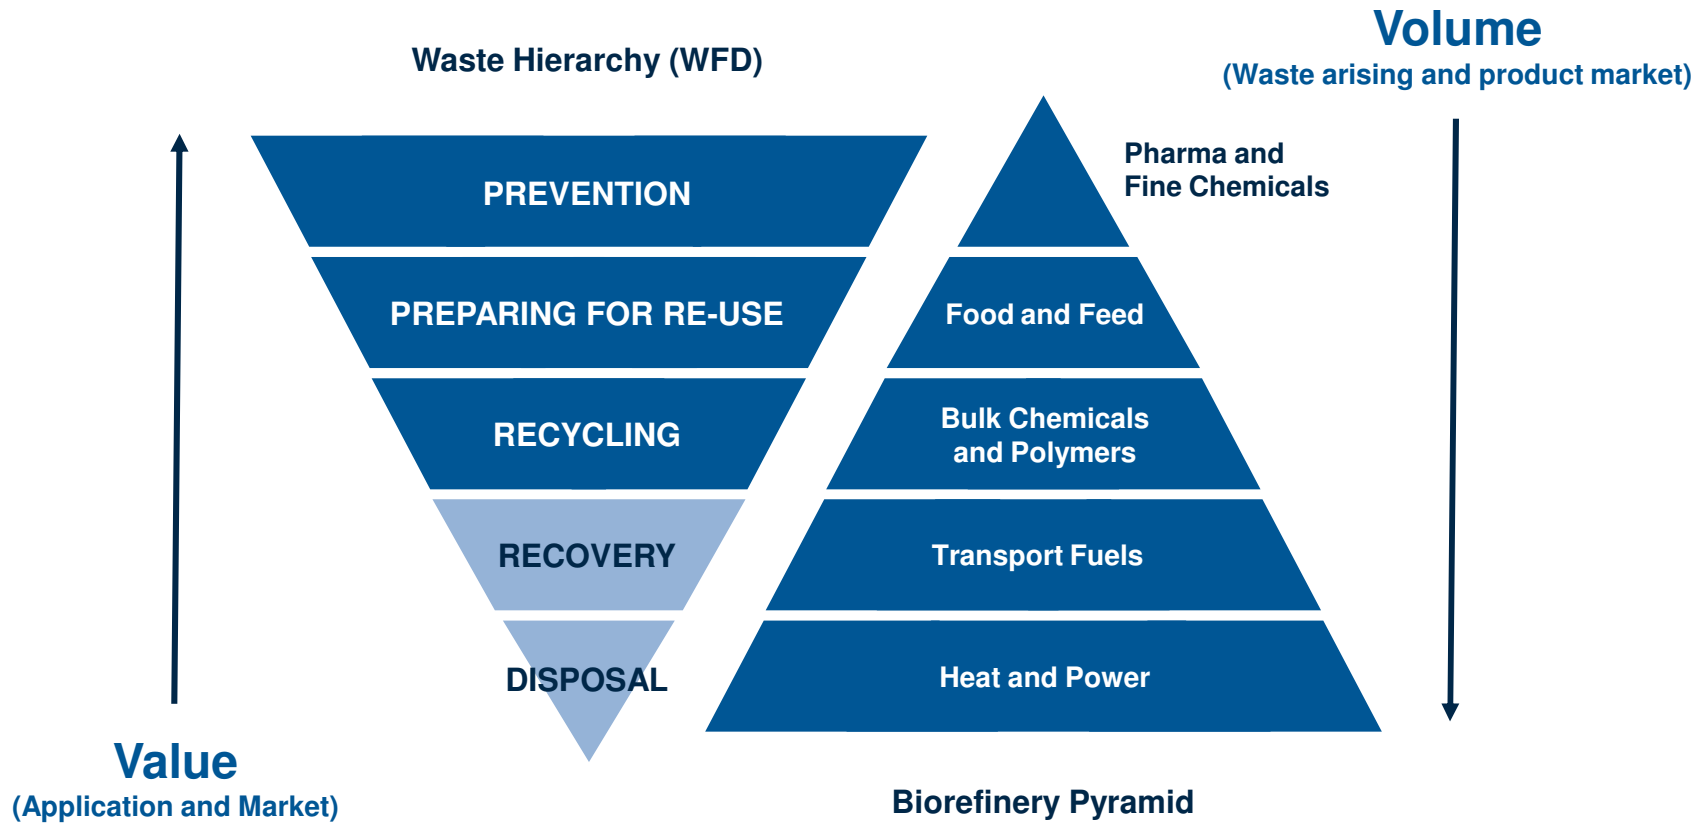 Waste Hierarchy (WFD)
Volume
(Waste arising and product market)
PREVENTION
PREPARING FOR RE-USE
RECYCLING
RECOVERY
DISPOSAL
Pharma and
Fine Chemicals
Food and Feed
Bulk Chemicals
and Polymers
Transport Fuels
Heat and Power
Value
(Application and Market)
Biorefinery Pyramid